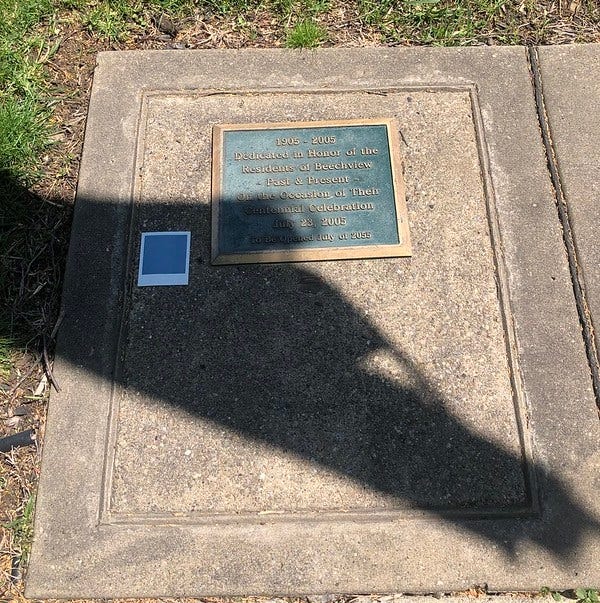 1905 - 2005
Dedicated in Honor of the
Residents of Beechview
- Past & Present -
On the Occasion of Their
Centennial Celebration
July 23, 2005
To Be Opened July of 2055